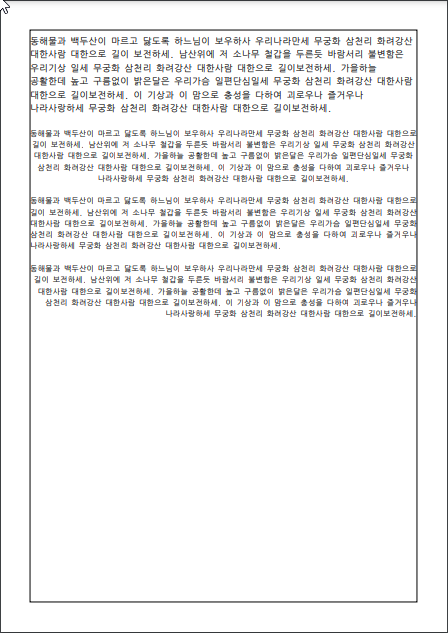 동해물과 백두산이 마르고 닳도록 하느님이 보우하사 우리나라만세 무궁화 삼천리 화려강산
대한사람 대한으로 길이 보전하세. 남산위에 저 소나무 철갑을 두른듯 바람서리 불변함은
우리기상 일세 무궁화 삼천리 화려강산 대한사람 대한으로 길이보전하세. 가을하늘
공활한데 높고 구름없이 밝은달은 우리가슴 일편단심일세 무궁화 삼천리 화려강산 대한사람
대한으로 길이보전하세. 이 기상과 이 맘으로 충성을 다하여 괴로우나 즐거우나
나라사랑하세 무궁화 삼천리 화려강산 대한사람 대한으로 길이보전하세.
동해물과 백두산이 마르고 닳도록 하느님이 보우하사 우리나라만세 무궁화 삼천리 화려강산 대한사람 대한으로
길이 보전하세. 남산위에 저 소나무 철갑을 두른듯 바람서리 불변함은 우리기상 일세 무궁화 삼천리 화려강산
대한사람 대한으로 길이보전하세. 가을하늘 공활한데 높고 구름없이 밝은달은 우리가슴 일편단심일세 무궁화
삼천리 화려강산 대한사람 대한으로 길이보전하세. 이 기상과 이 맘으로 충성을 다하여 괴로우나 즐거우나
나라사랑하세 무궁화 삼천리 화려강산 대한사람 대한으로 길이보전하세.
동해물과 백두산이 마르고 닳도록 하느님이 보우하사 우리나라만세 무궁화 삼천리 화려강산 대한사람 대한으로
길이 보전하세. 남산위에 저 소나무 철갑을 두른듯 바람서리 불변함은 우리기상 일세 무궁화 삼천리 화려강산
대한사람 대한으로 길이보전하세. 가을하늘 공활한데 높고 구름없이 밝은달은 우리가슴 일편단심일세 무궁화
삼천리 화려강산 대한사람 대한으로 길이보전하세. 이 기상과 이 맘으로 충성을 다하여 괴로우나 즐거우나
나라사랑하세 무궁화 삼천리 화려강산 대한사람 대한으로 길이보전하세.
동해물과 백두산이 마르고 닳도록 하느님이 보우하사 우리나라만세 무궁화 삼천리 화려강산 대한사람 대한으로
길이 보전하세. 남산위에 저 소나무 철갑을 두른듯 바람서리 불변함은 우리기상 일세 무궁화 삼천리 화려강산
대한사람 대한으로 길이보전하세. 가을하늘 공활한데 높고 구름없이 밝은달은 우리가슴 일편단심일세 무궁화
삼천리 화려강산 대한사람 대한으로 길이보전하세. 이 기상과 이 맘으로 충성을 다하여 괴로우나 즐거우나
나라사랑하세 무궁화 삼천리 화려강산 대한사람 대한으로 길이보전하세.